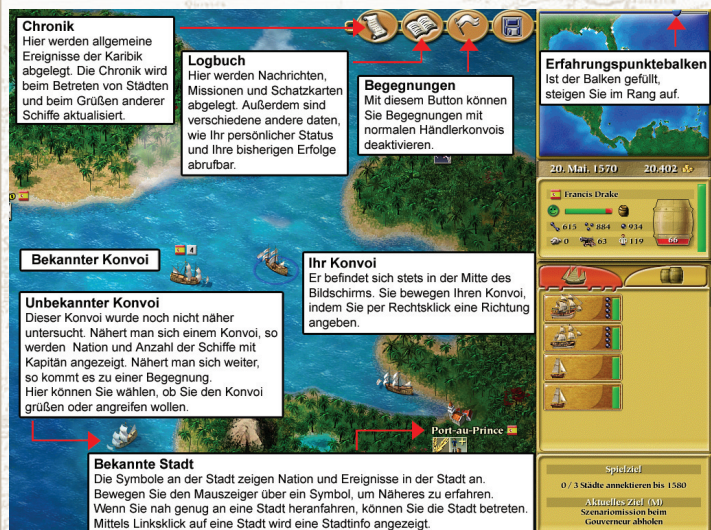 Chronik
Hier werden allgemeine
Ereignisse der Karibik
abgelegt. Die Chronik wird
beim Betreten von Städten
und beim Grüßen anderer
Schiffe aktualisiert.
Logbuch
Hier werden Nachrichten,
Missionen und Schatzkarten
abgelegt. Außerdem sind
verschiedene andere daten,
wie Ihr persönlicher Status
und Ihre bisherigen Erfolge
abrufbar.
Begegnungen
Mit diesem Button können
Sie Begegnungen mit
normalen Händlerkonvois
deaktivieren.
Erfahrungspunktebalken
Ist der Balken gefüllt,
steigen Sie im Rang auf.
20. Mai. 1570 20.402
Francis Drake
615 884 934
0 63 119
66
4
Bekannter Konvoi
Ihr Konvoi
Er befindet sich stets in der Mitte des
Bildschirms. Sie bewegen Ihren Konvoi,
indem Sie per Rechtsklick eine Richtung
angeben.
Unbekannter Konvoi
Dieser Konvoi wurde noch nicht näher
untersucht. Nähert man sich einem Konvoi, so
werden Nation und Anzahl der Schiffe mit
Kapitän angezeigt. Nähert man sich weiter,
so kommt es zu einer Begegnung.
Hier können Sie wählen, ob Sie den Konvoi
grüßen oder angreifen wollen.
Port-au-Prince
Bekannte Stadt
Die Symbole an der Stadt zeigen Nation und Ereignisse in der Stadt an.
Bewegen Sie den Mauszeiger über ein Symbol, um Näheres zu erfahren.
Wenn Sie nah genug an eine Stadt heranfahren, können Sie die Stadt betreten.
Mittels Linksklick auf eine Stadt wird eine Stadtinfo angezeigt.
Spielziel
0 / 3 Städte annektieren bis 1580
Aktuelles Ziel (M)
Szenariomission beim
Gouverneur abholen